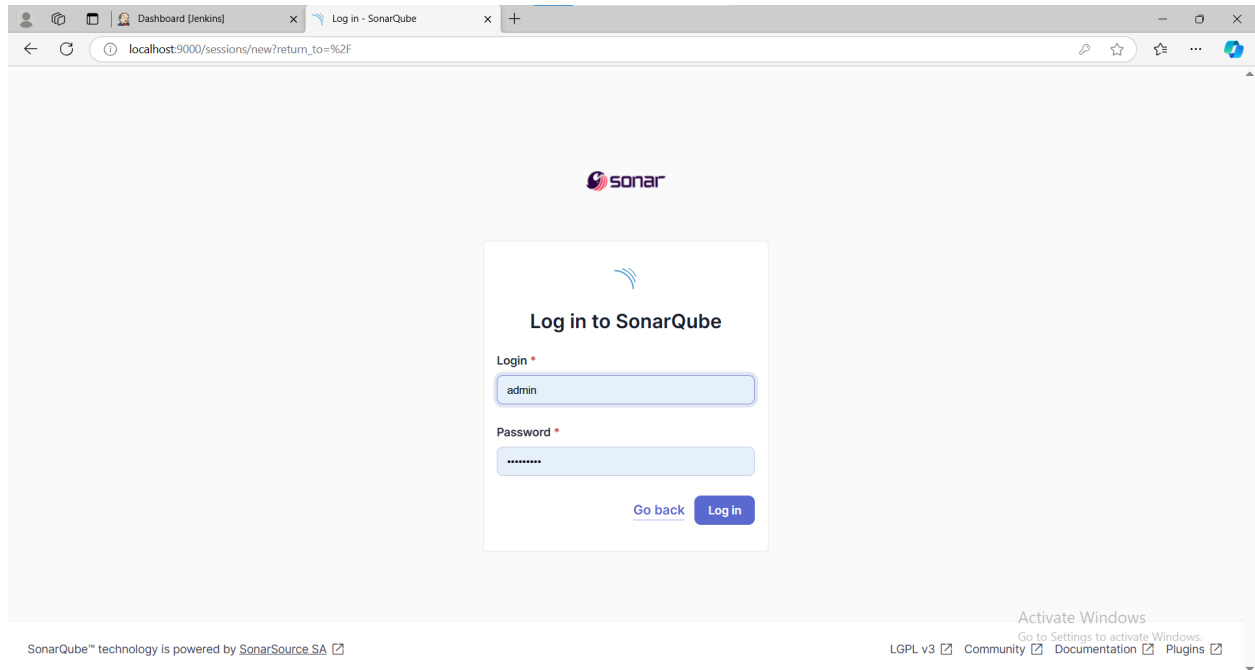 Dashboard [Jenkins]
Log in - SonarQube
localhost:9000/sessions/new?return_to=%2F
sonar
Log in to SonarQube
Login *
admin
Password *
•••••••••
Go back
Log in
Activate Windows
Go to Settings to activate Windows.
SonarQube™ technology is powered by SonarSource SA
LGPL v3 Community Documentation Plugins